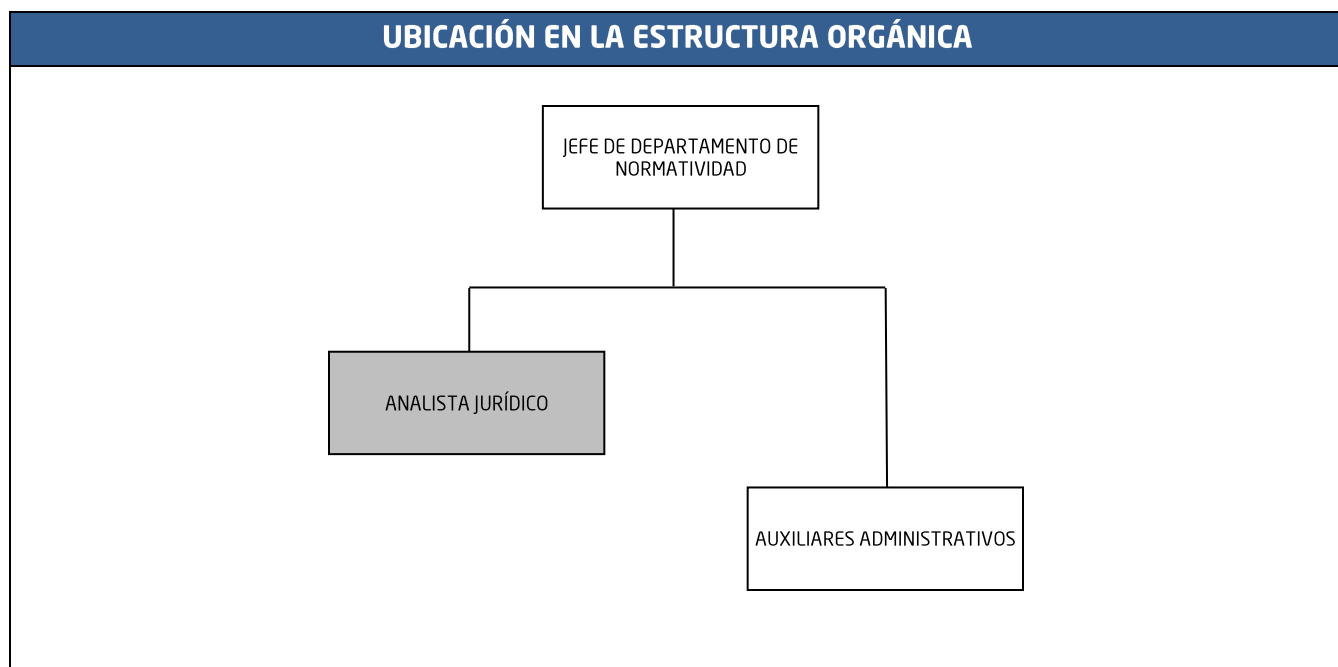 UBICACIÓN EN LA ESTRUCTURA ORGÁNICA
JEFE DE DEPARTAMENTO DE
NORMATIVIDAD
ANALISTA JURÍDICO
AUXILIARES ADMINISTRATIVOS